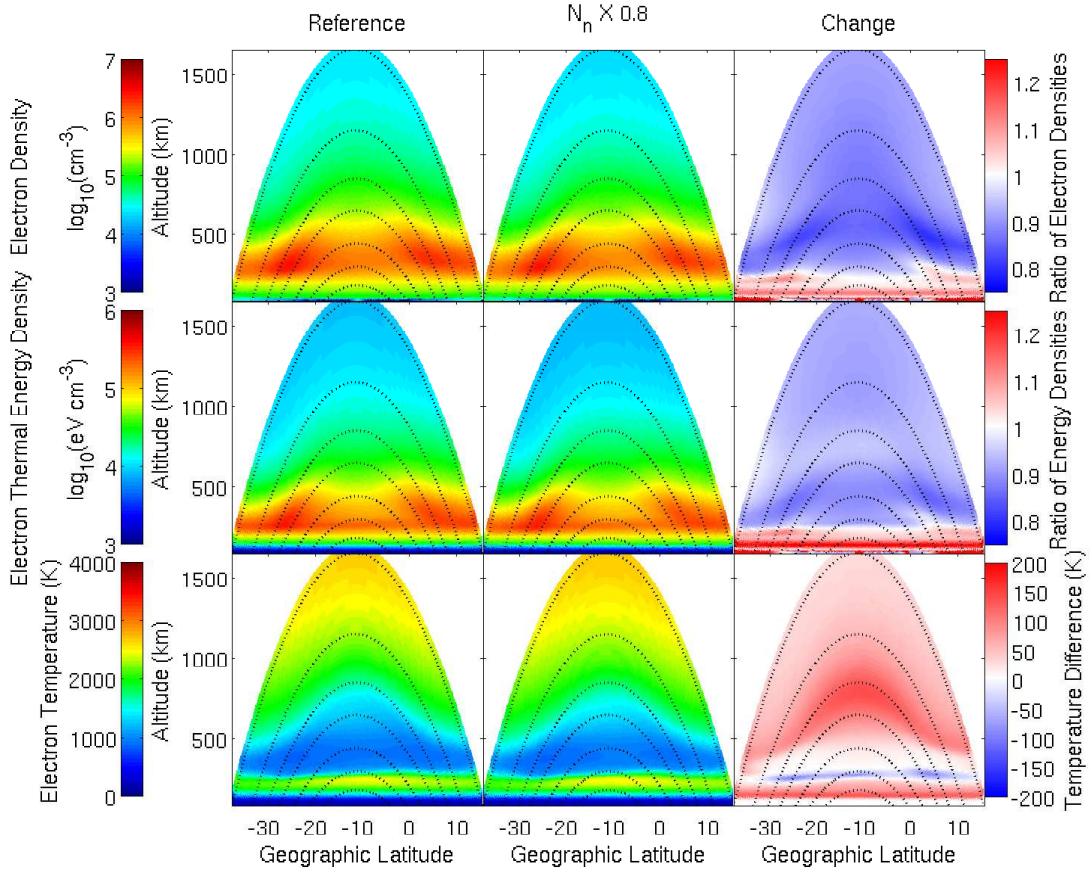 Reference
N_n X 0.8
Change
Electron Density
log_10(cm^-3)
7
6
5
4
3
Altitude (km)
1500
1000
500
1.2
1.1
1
0.9
0.8
Ratio of Electron Densities
Electron Thermal Energy Density
log_10(eV cm^-3)
6
5
4
3
Altitude (km)
1500
1000
500
1.2
1.1
1
0.9
0.8
Ratio of Energy Densities
Electron Temperature (K)
4000
3000
2000
1000
0
Altitude (km)
1500
1000
500
200
150
100
50
0
-50
-100
-150
-200
Temperature Difference (K)
-30 -20 -10 0 10
-30 -20 -10 0 10
-30 -20 -10 0 10
Geographic Latitude
Geographic Latitude
Geographic Latitude